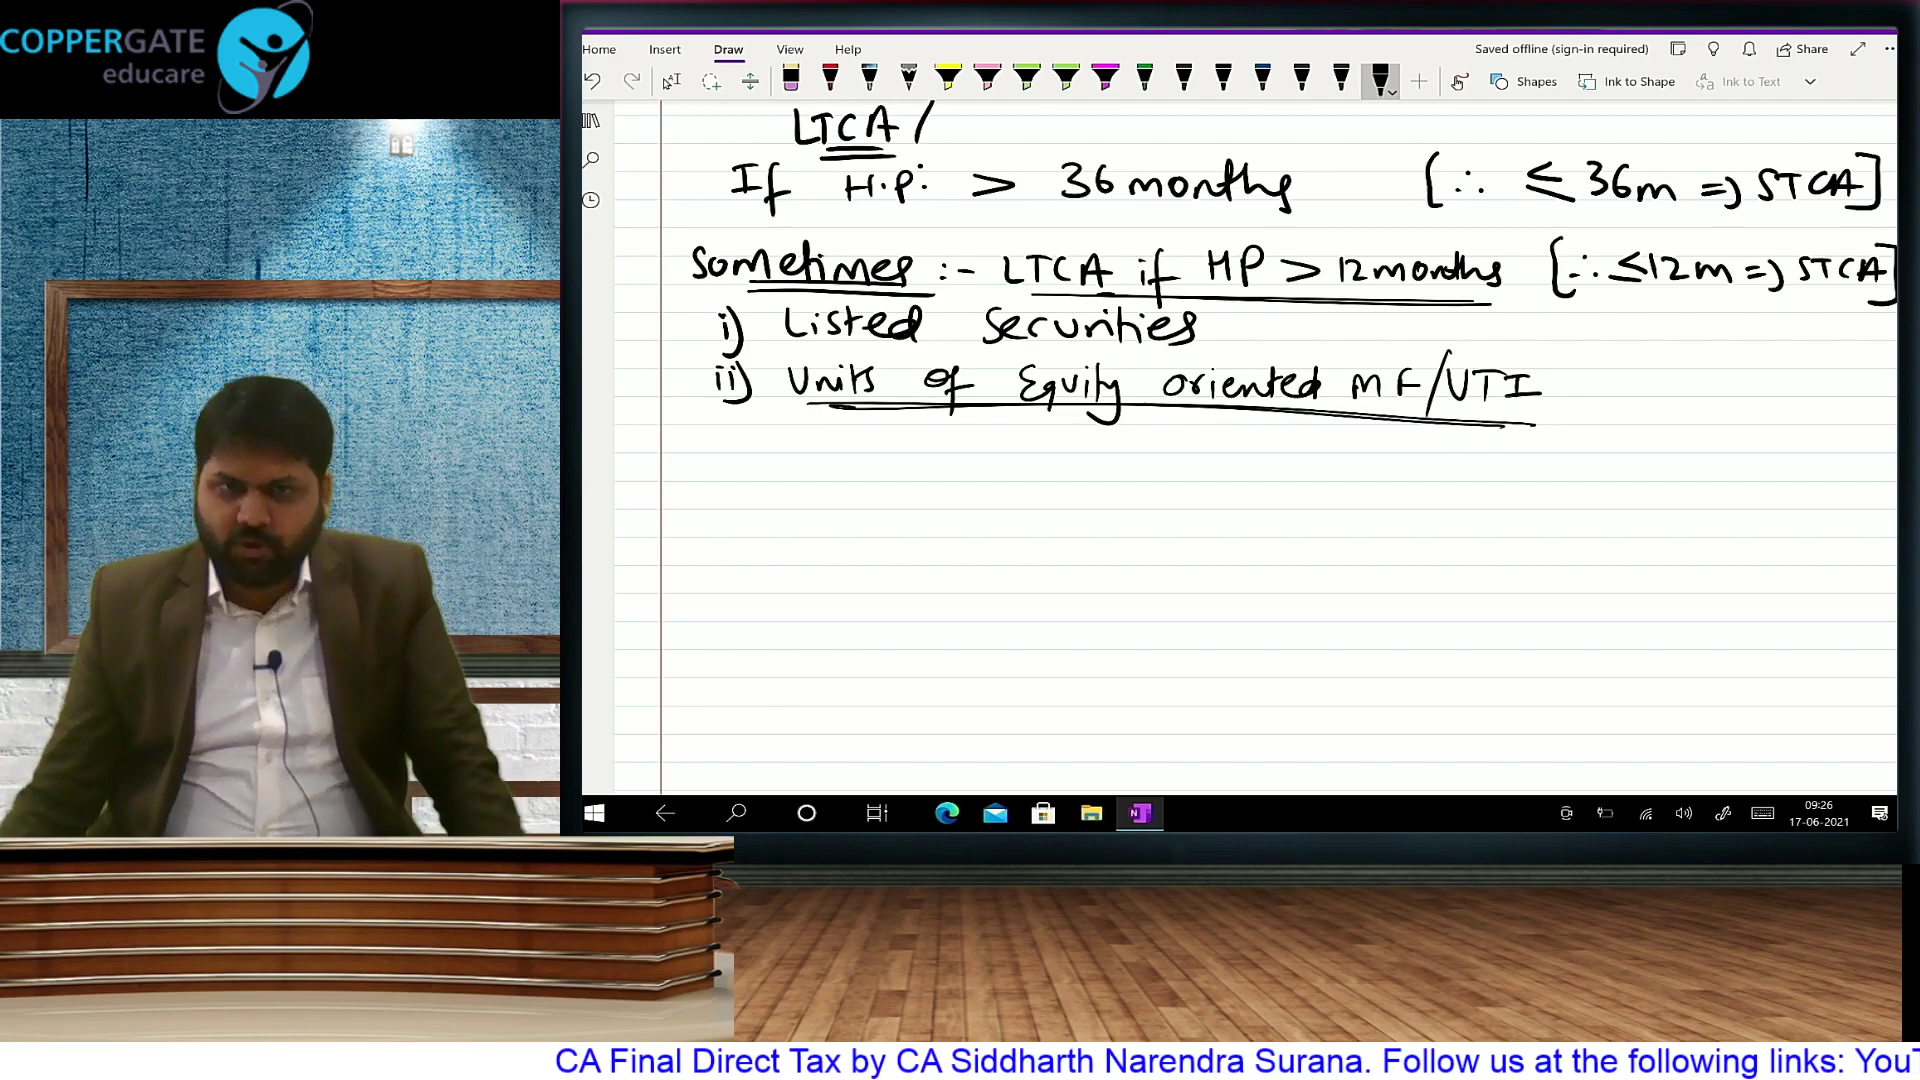 COPPERGATE
educare
Home Insert Draw View Help
Saved offline (sign-in required) Share
Shapes Ink to Shape Ink to Text
LTCA /
If H.P. > 36 months [∴ ≤ 36m => STCA]
Sometimes :- LTCA if HP > 12 months [∴ ≤ 12m => STCA]
i) Listed Securities
ii) Units of Equity oriented MF/UTI
09:26
17-06-2021
CA Final Direct Tax by CA Siddharth Narendra Surana. Follow us at the following links: YouT